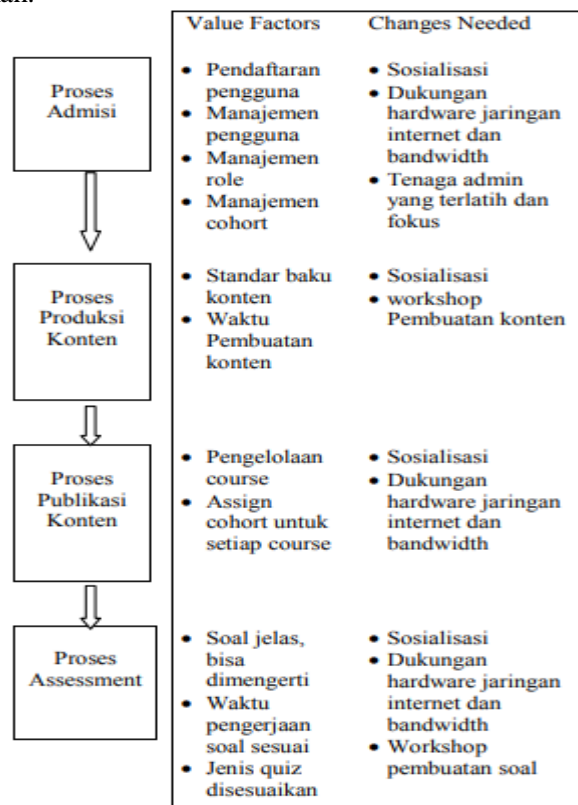 Value Factors
Changes Needed
Proses
Admisi
• Pendaftaran
pengguna
• Manajemen
pengguna
• Manajemen
role
• Manajemen
cohort
• Sosialisasi
• Dukungan
hardware jaringan
internet dan
bandwidth
• Tenaga admin
yang terlatih dan
fokus
Proses
Produksi
Konten
• Standar baku
konten
• Waktu
Pembuatan
konten
• Sosialisasi
• workshop
Pembuatan konten
Proses
Publikasi
Konten
• Pengelolaan
course
• Assign
cohort untuk
setiap course
• Sosialisasi
• Dukungan
hardware jaringan
internet dan
bandwidth
Proses
Assessment
• Soal jelas,
bisa
dimengerti
• Waktu
pengerjaan
soal sesuai
• Jenis quiz
disesuaikan
• Sosialisasi
• Dukungan
hardware jaringan
internet dan
bandwidth
• Workshop
pembuatan soal